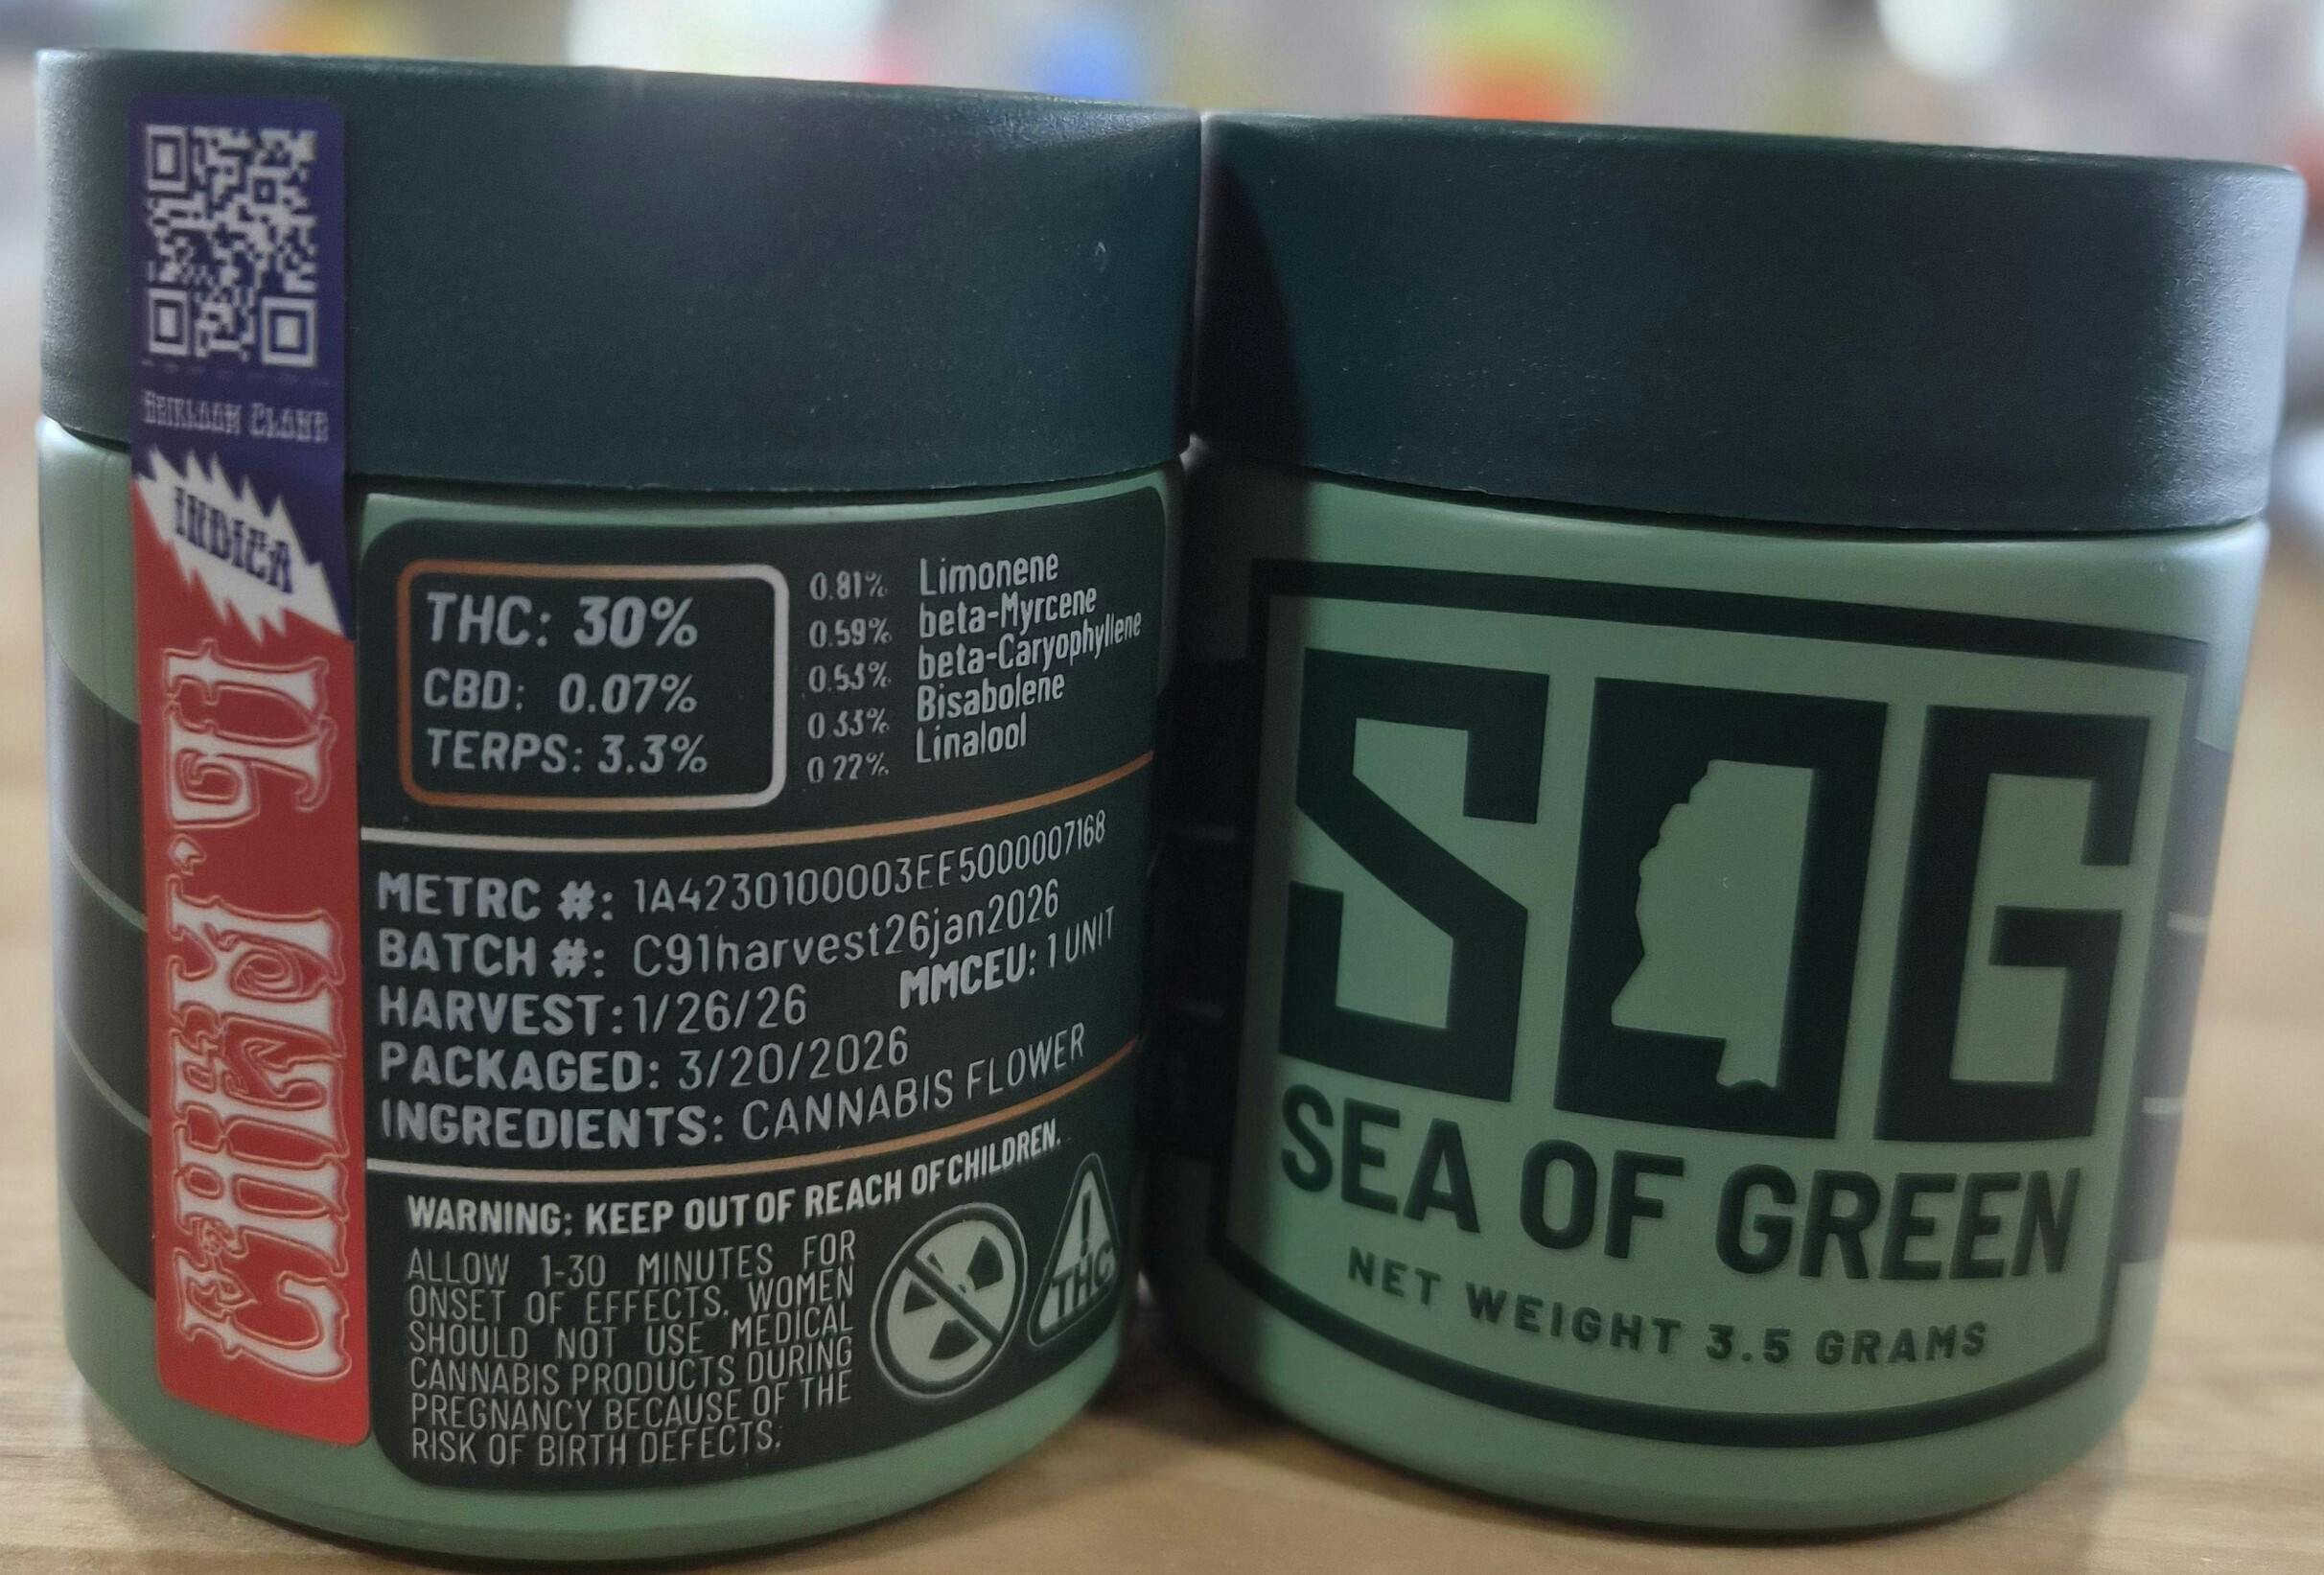 HEIRLOOM CLONE
INDICA
CHEM '91
THC: 30%
CBD: 0.07%
TERPS: 3.3%
0.81% Limonene
0.59% beta-Myrcene
0.53% beta-Caryophyllene
0.33% Bisabolene
0.22% Linalool
METRC #: 1A4230100003EE5000007168
BATCH #: C91harvest26jan2026
HARVEST: 1/26/26 MMCEU: 1 UNIT
PACKAGED: 3/20/2026
INGREDIENTS: CANNABIS FLOWER
WARNING: KEEP OUT OF REACH OF CHILDREN.
ALLOW 1-30 MINUTES FOR
ONSET OF EFFECTS. WOMEN
SHOULD NOT USE MEDICAL
CANNABIS PRODUCTS DURING
PREGNANCY BECAUSE OF THE
RISK OF BIRTH DEFECTS.
!
THC
SOG
SEA OF GREEN
NET WEIGHT 3.5 GRAMS